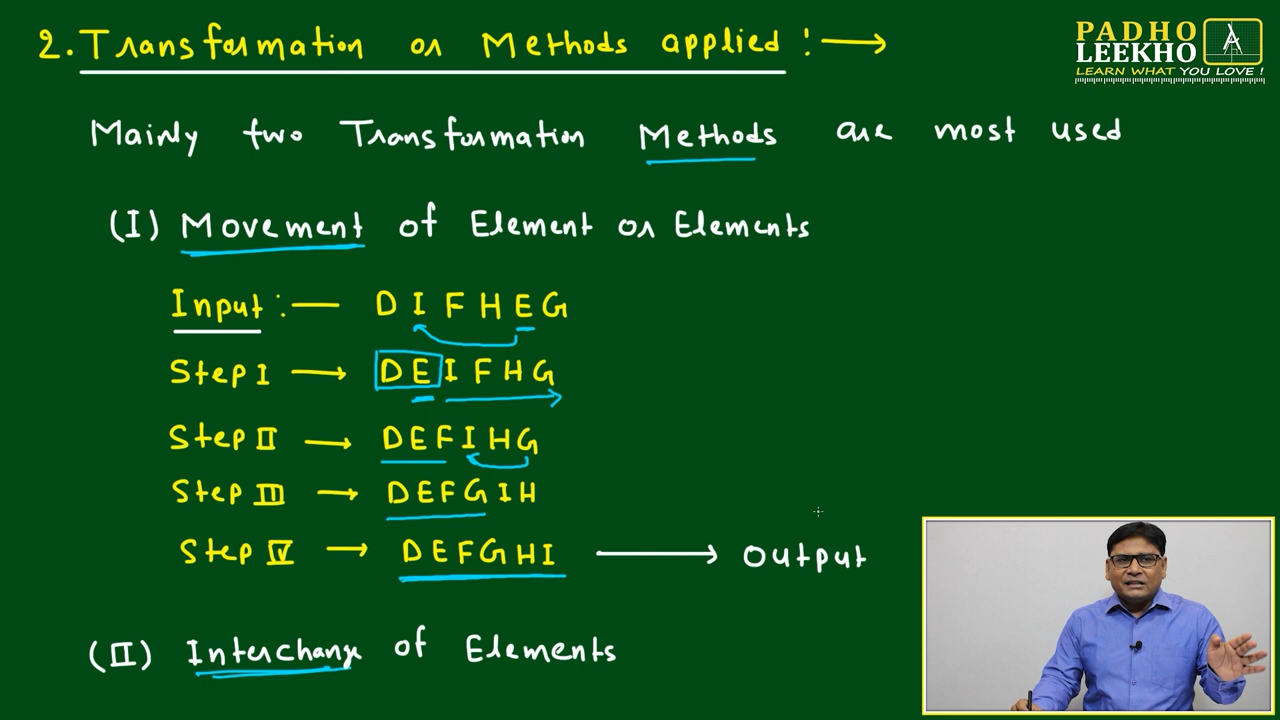 2. Transformation or Methods applied :→
PADHO
LEEKHO
LEARN WHAT YOU LOVE !
Mainly two Transformation Methods are most used
(I) Movement of Element or Elements
Input :— D I F H E G
Step I → D E I F H G
Step II → D E F I H G
Step III → D E F G I H
Step IV → D E F G H I → Output
(II) Interchange of Elements